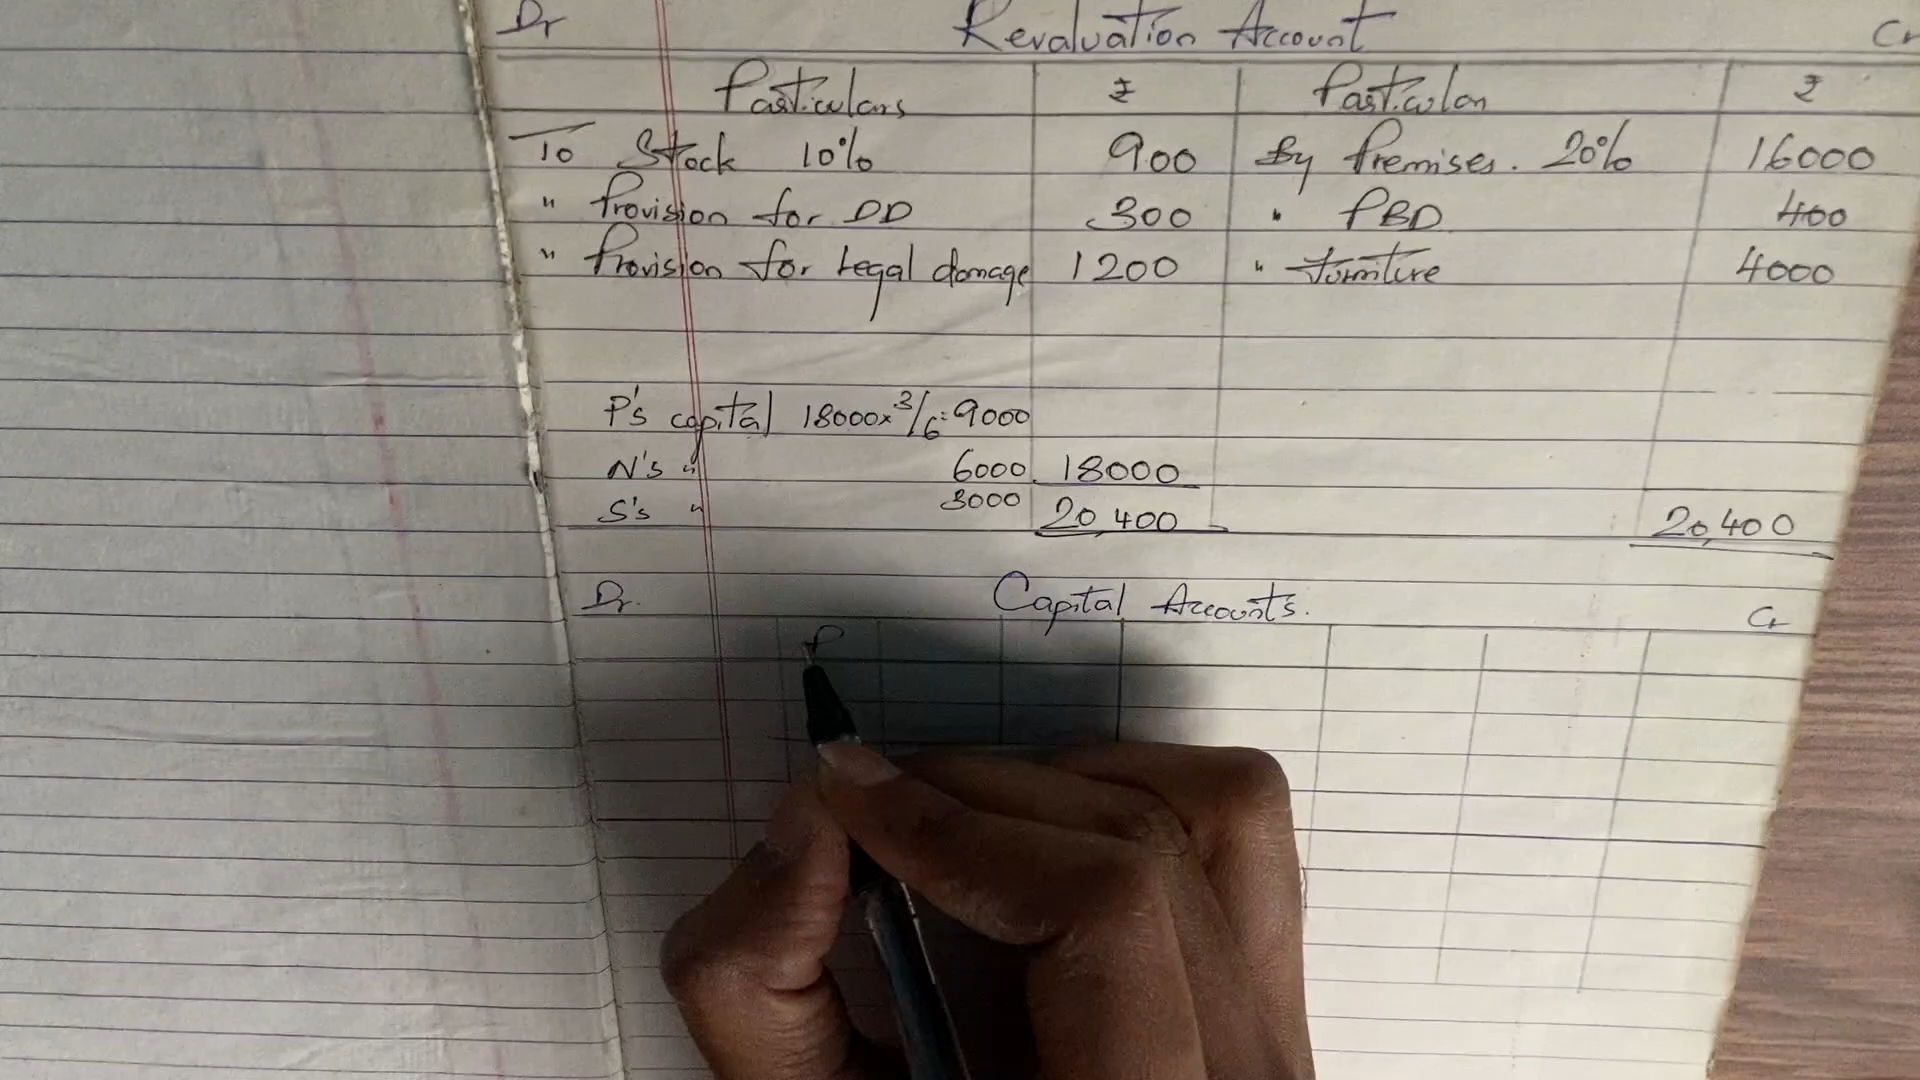 Dr Revaluation Account Cr
Particulars ₹ Particulars ₹
To Stock 10% 900 By Premises. 20% 16000
" Provision for DD 300 " PBD 400
" Provision for Legal damage 1200 " Furniture 4000
P's capital 18000×3/6=9000
N's " 6000 18000
S's " 3000 20,400 20,400
Dr. Capital Accounts. Cr
P